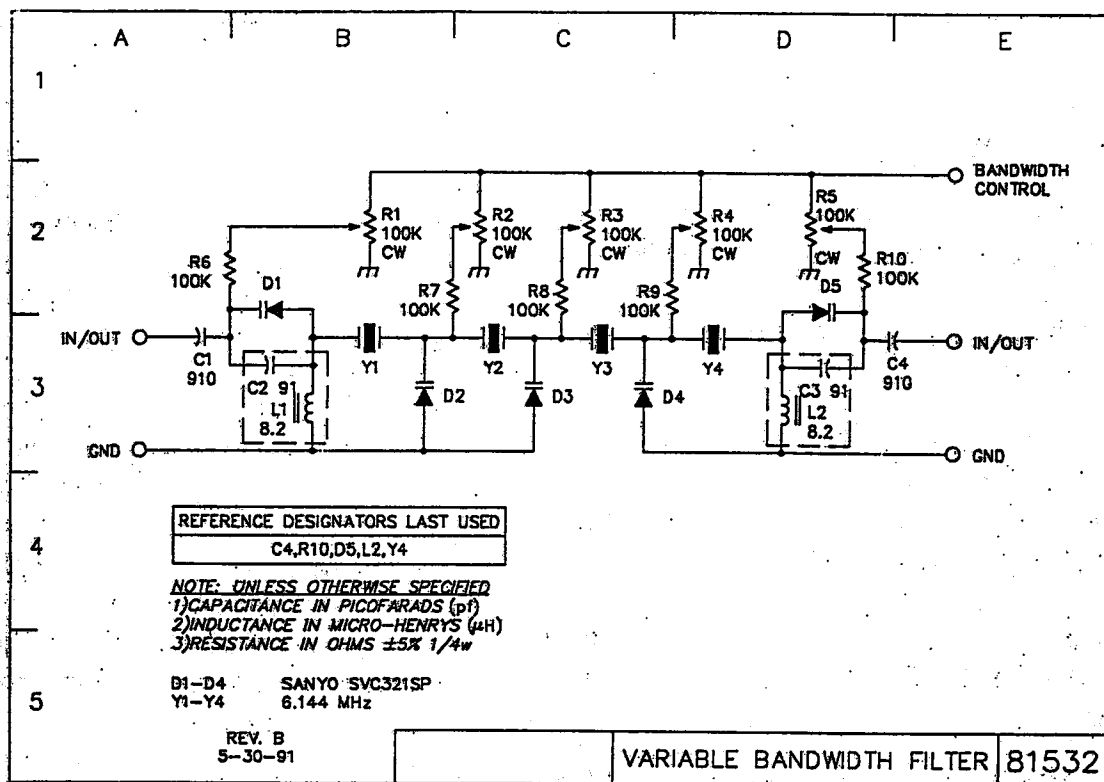 A B C D E
1
2
3
4
5
BANDWIDTH
CONTROL
R1
100K
CW
R2
100K
CW
R3
100K
CW
R4
100K
CW
R5
100K
CW
R6
100K
R7
100K
R8
100K
R9
100K
R10
100K
D1
D5
IN/OUT
C1
910
C2 91
L1
8.2
Y1
D2
Y2
D3
Y3
D4
Y4
C3 91
L2
8.2
C4
910
IN/OUT
GND
GND
REFERENCE DESIGNATORS LAST USED
C4,R10,D5,L2,Y4
NOTE: UNLESS OTHERWISE SPECIFIED
1)CAPACITANCE IN PICOFARADS (pf)
2)INDUCTANCE IN MICRO-HENRYS (µH)
3)RESISTANCE IN OHMS ±5% 1/4w
D1-D4 SANYO SVC321SP
Y1-Y4 6.144 MHz
REV. B
5-30-91
VARIABLE BANDWIDTH FILTER 81532